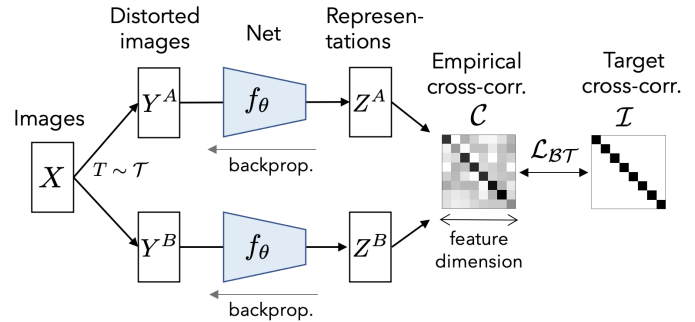 Distorted
images
Net
Represen-
tations
Empirical
cross-corr.
Target
cross-corr.
Images
X
T ~ 𝒯
Y^A
f_θ
Z^A
backprop.
𝒞
ℒ_ℬ𝒯
ℐ
feature
dimension
Y^B
f_θ
Z^B
backprop.